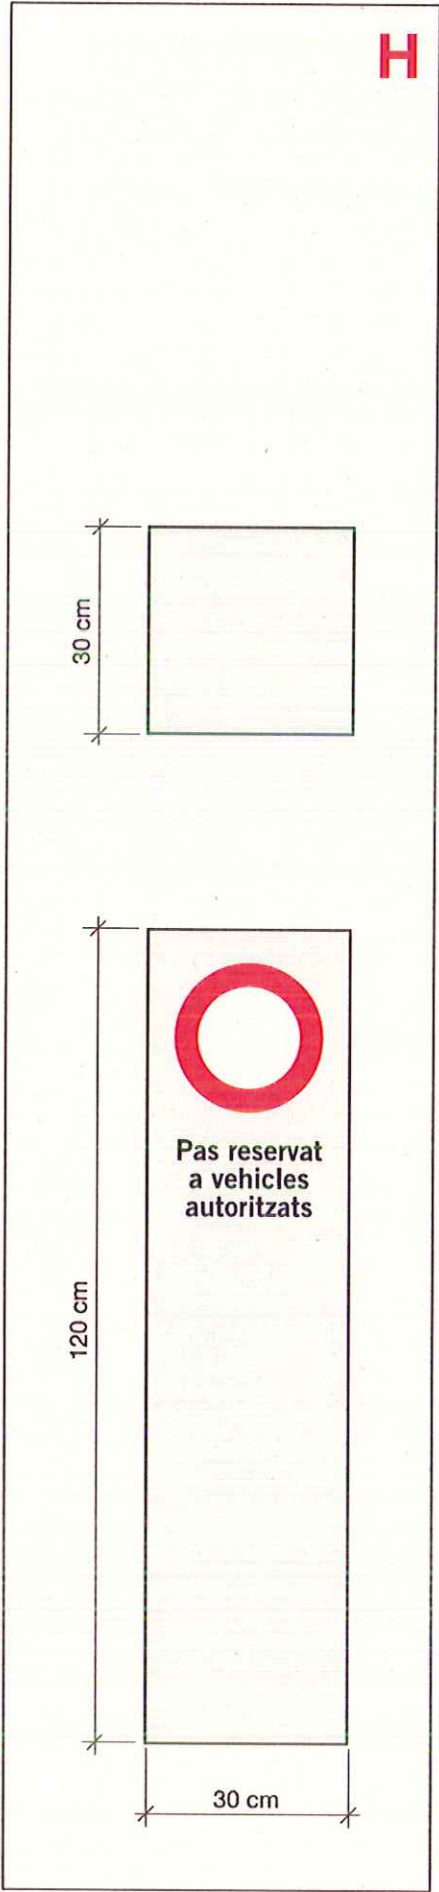 H
30 cm
Pas reservat
a vehicles
autoritzats
120 cm
30 cm